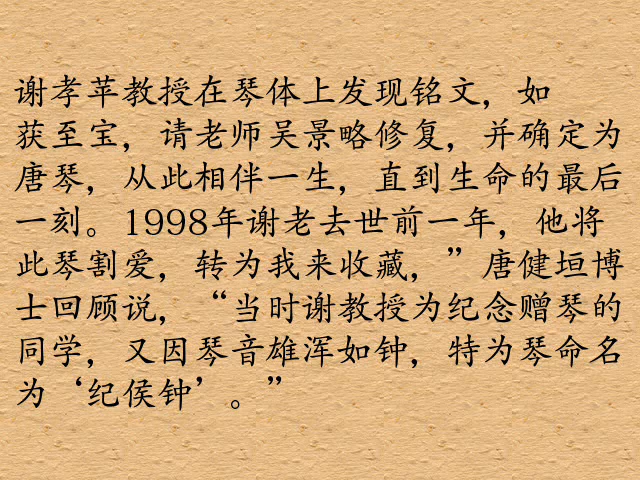 谢孝苹教授在琴体上发现铭文，如
获至宝，请老师吴景略修复，并确定为
唐琴，从此相伴一生，直到生命的最后
一刻。1998年谢老去世前一年，他将
此琴割爱，转为我来收藏，”唐健垣博
士回顾说，“当时谢教授为纪念赠琴的
同学，又因琴音雄浑如钟，特为琴命名
为‘纪侯钟’。”